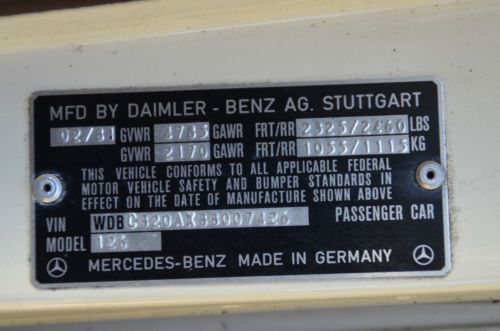 MFD BY DAIMLER - BENZ AG. STUTTGART
02/81 GVWR 4785 GAWR FRT/RR 2325/2460 LBS
GVWR 2170 GAWR FRT/RR 1055/1115 KG
THIS VEHICLE CONFORMS TO ALL APPLICABLE FEDERAL
MOTOR VEHICLE SAFETY AND BUMPER STANDARDS IN
EFFECT ON THE DATE OF MANUFACTURE SHOWN ABOVE
VIN PASSENGER CAR
MODEL 126
MERCEDES-BENZ MADE IN GERMANY